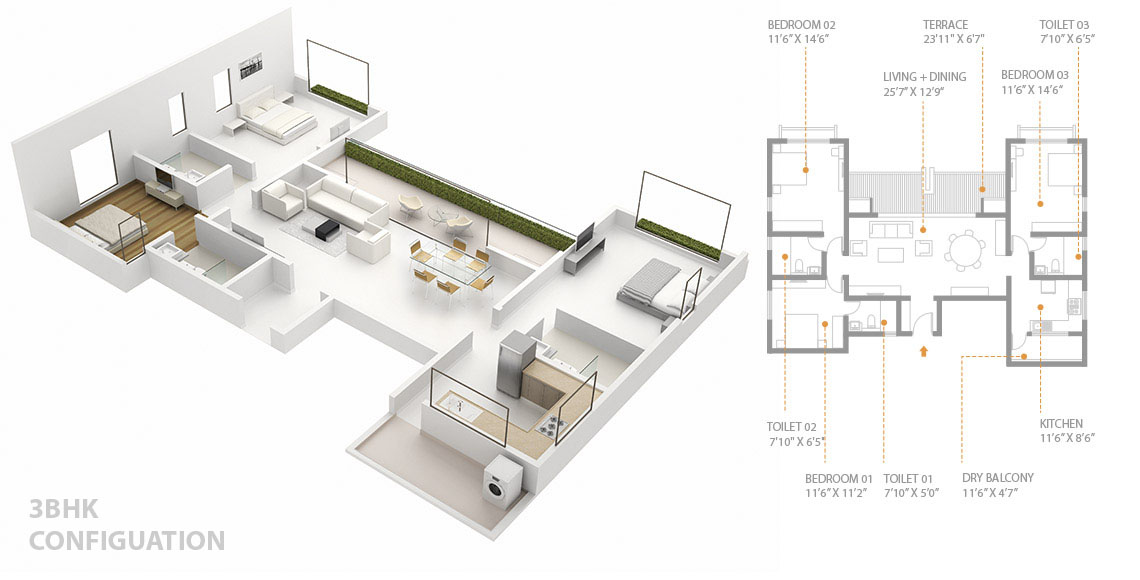 BEDROOM 02
11'6" X 14'6"
TERRACE
23'11" X 6'7"
TOILET 03
7'10" X 6'5"
LIVING + DINING
25'7" X 12'9"
BEDROOM 03
11'6" X 14'6"
TOILET 02
7'10" X 6'5"
KITCHEN
11'6" X 8'6"
BEDROOM 01
11'6" X 11'2"
TOILET 01
7'10" X 5'0"
DRY BALCONY
11'6" X 4'7"
3BHK
CONFIGUATION